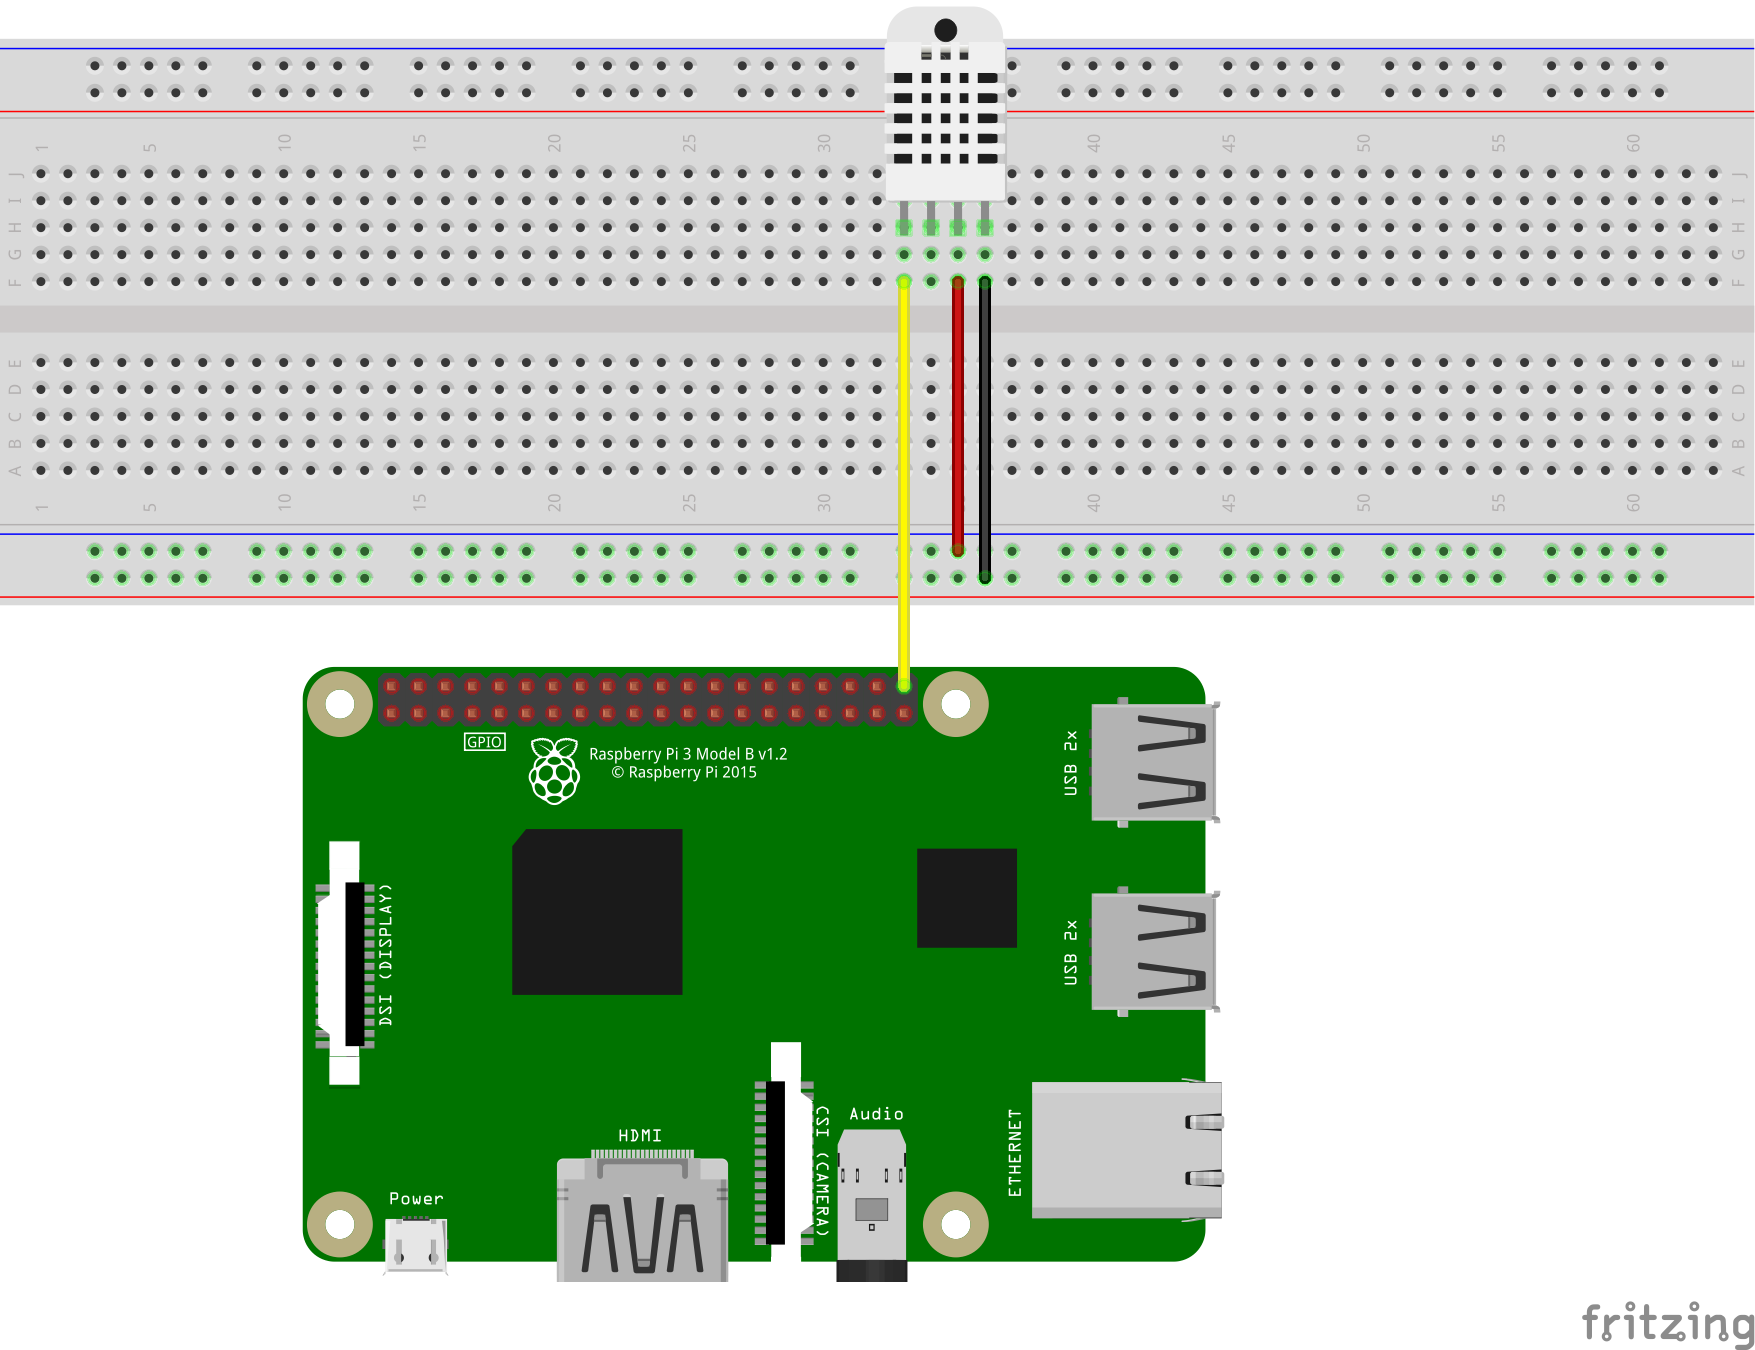 1 5 10 15 20 25 30 40 45 50 55 60
J J
I I
H H
G G
F F
E E
D D
C C
B B
A A
1 5 10 15 20 25 30 40 45 50 55 60
GPIO
Raspberry Pi 3 Model B v1.2
© Raspberry Pi 2015
USB 2x
DSI (DISPLAY)
USB 2x
CSI (CAMERA)
Audio
ETHERNET
HDMI
Power
fritzing